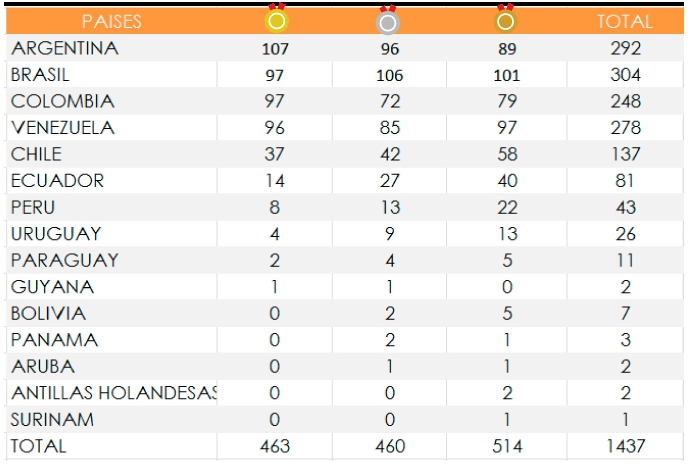 PAISES TOTAL
ARGENTINA 107 96 89 292
BRASIL 97 106 101 304
COLOMBIA 97 72 79 248
VENEZUELA 96 85 97 278
CHILE 37 42 58 137
ECUADOR 14 27 40 81
PERU 8 13 22 43
URUGUAY 4 9 13 26
PARAGUAY 2 4 5 11
GUYANA 1 1 0 2
BOLIVIA 0 2 5 7
PANAMA 0 2 1 3
ARUBA 0 1 1 2
ANTILLAS HOLANDESAS 0 0 2 2
SURINAM 0 0 1 1
TOTAL 463 460 514 1437